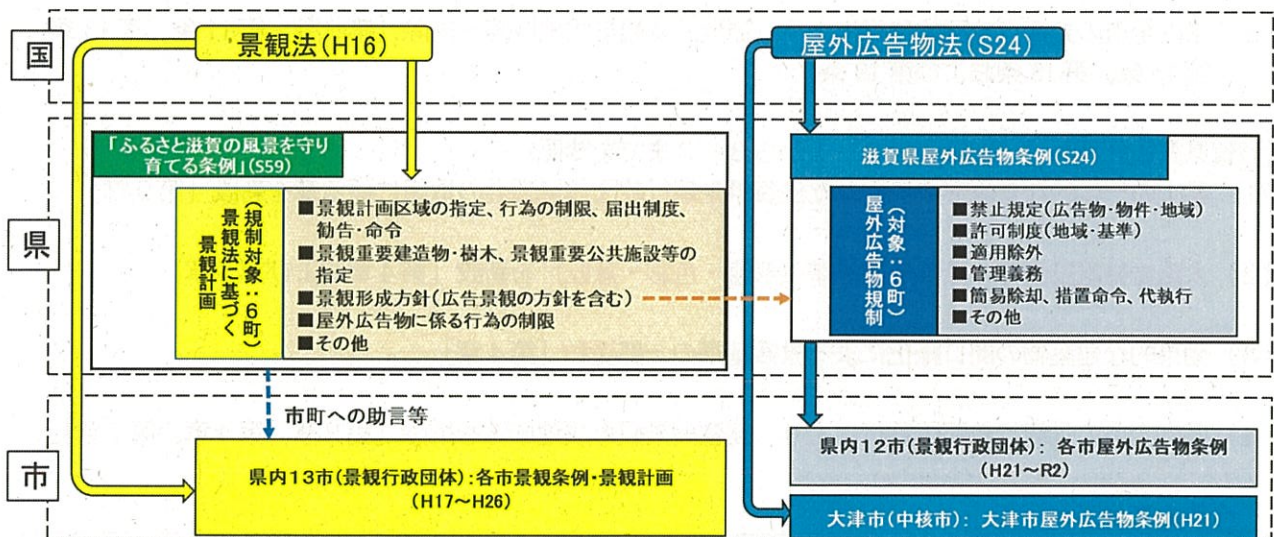 国
景観法(H16)
屋外広告物法(S24)
県
「ふるさと滋賀の風景を守り
育てる条例」(S59)
景観法に基づく
景観計画
(規制対象:6町)
■景観計画区域の指定、行為の制限、届出制度、
勧告・命令
■景観重要建造物・樹木、景観重要公共施設等の
指定
■景観形成方針(広告景観の方針を含む)
■屋外広告物に係る行為の制限
■その他
滋賀県屋外広告物条例(S24)
(対象:6町)
屋外広告物規制
■禁止規定(広告物・物件・地域)
■許可制度(地域・基準)
■適用除外
■管理義務
■簡易除却、措置命令、代執行
■その他
市町への助言等
市
県内13市(景観行政団体):各市景観条例・景観計画
(H17~H26)
県内12市(景観行政団体): 各市屋外広告物条例
(H21~R2)
大津市(中核市): 大津市屋外広告物条例(H21)